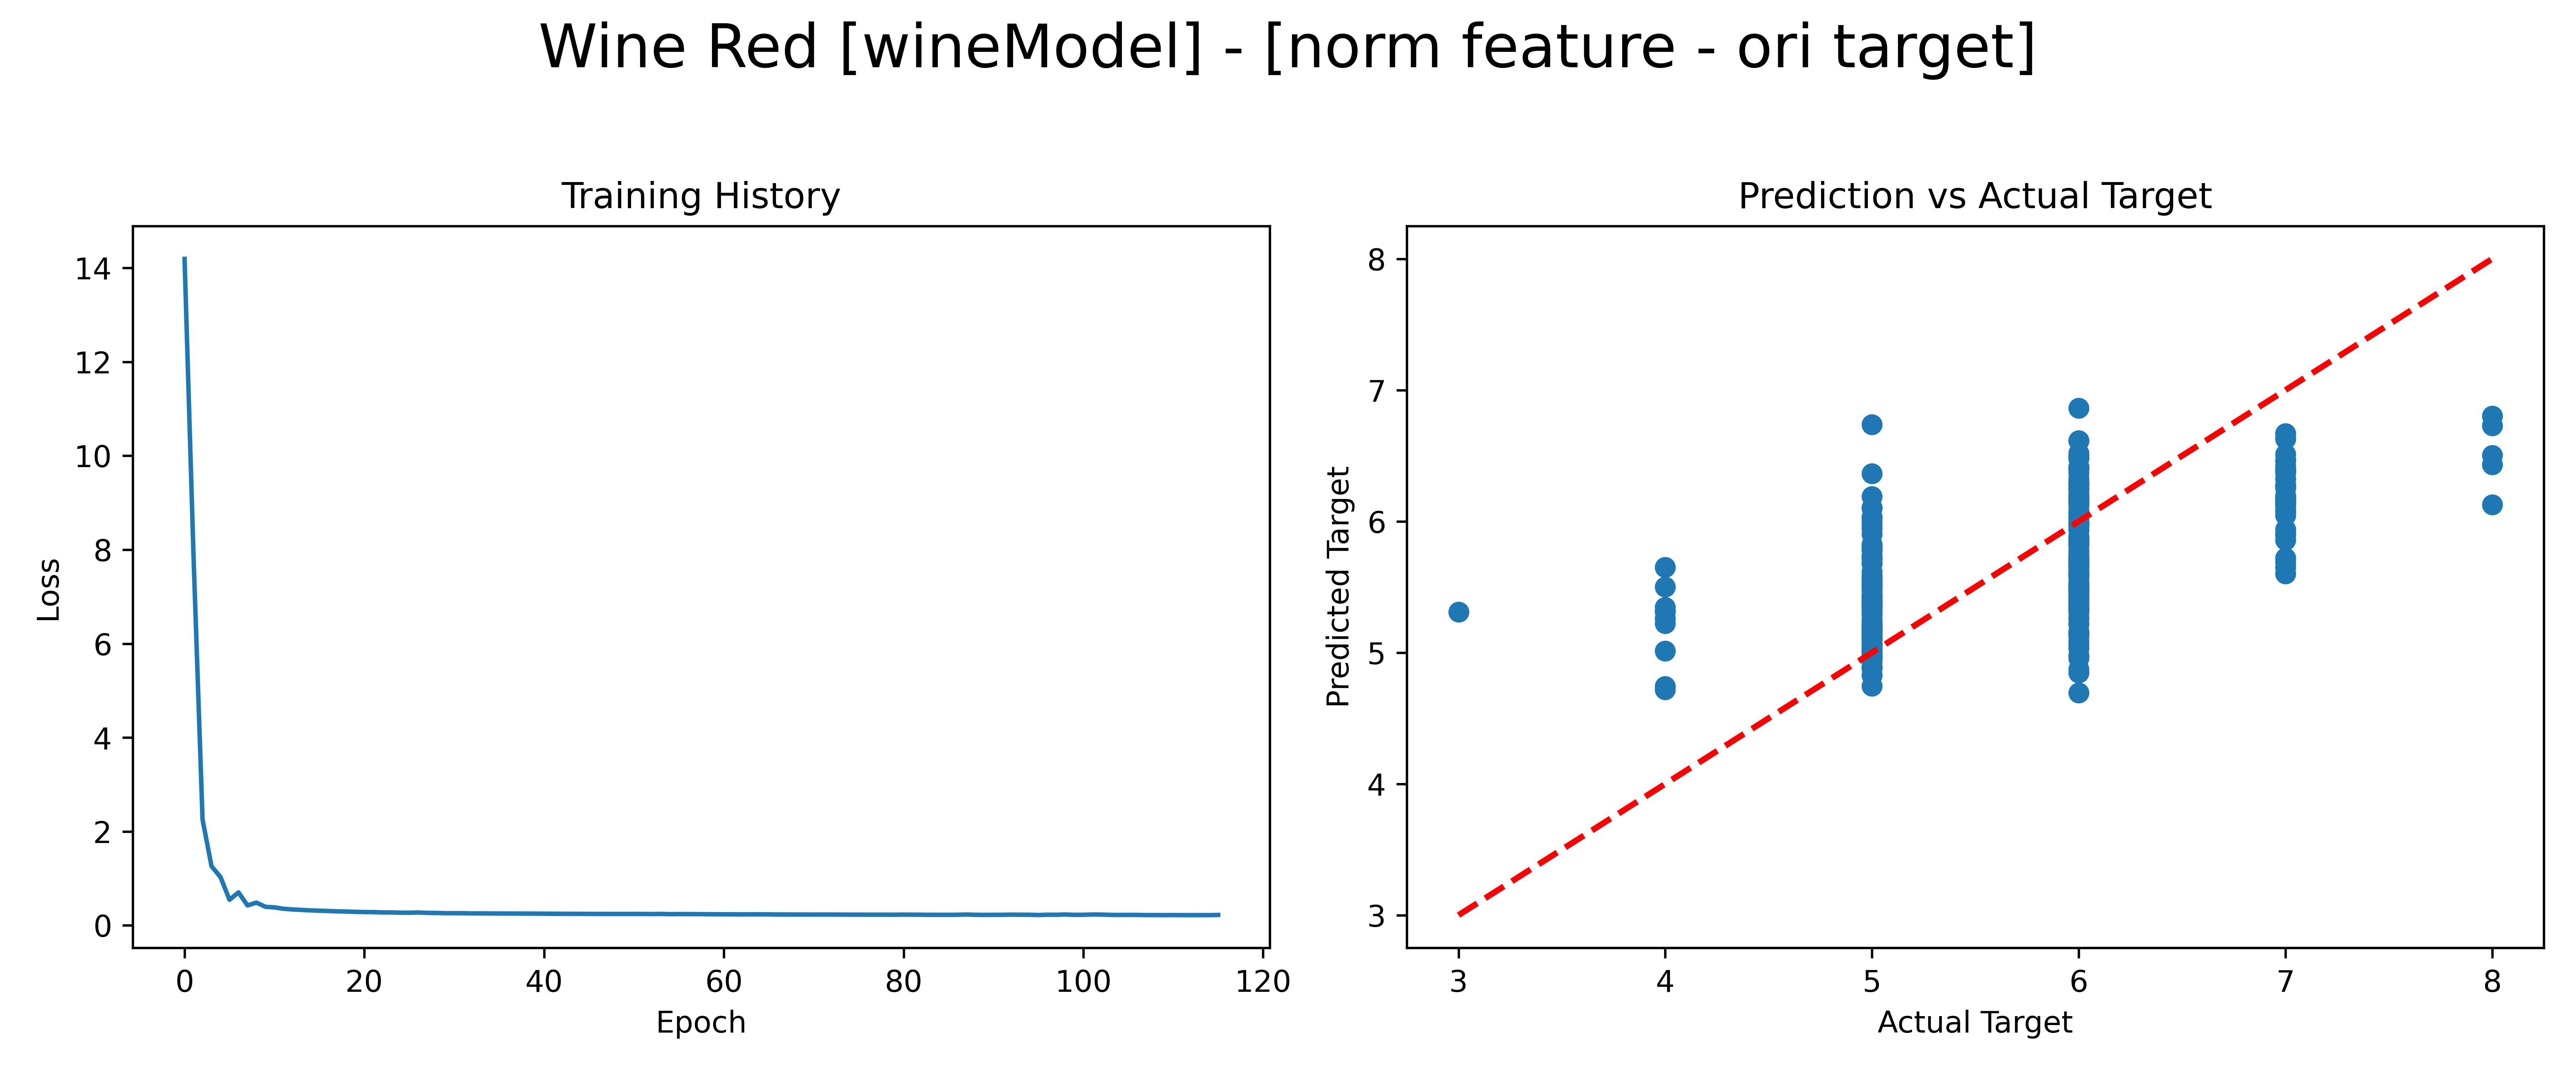 Wine Red [wineModel] - [norm feature - ori target]
Training History
14
12
10
8
6
4
2
0
Loss
0 20 40 60 80 100 120
Epoch
Prediction vs Actual Target
8
7
6
5
4
3
Predicted Target
3 4 5 6 7 8
Actual Target